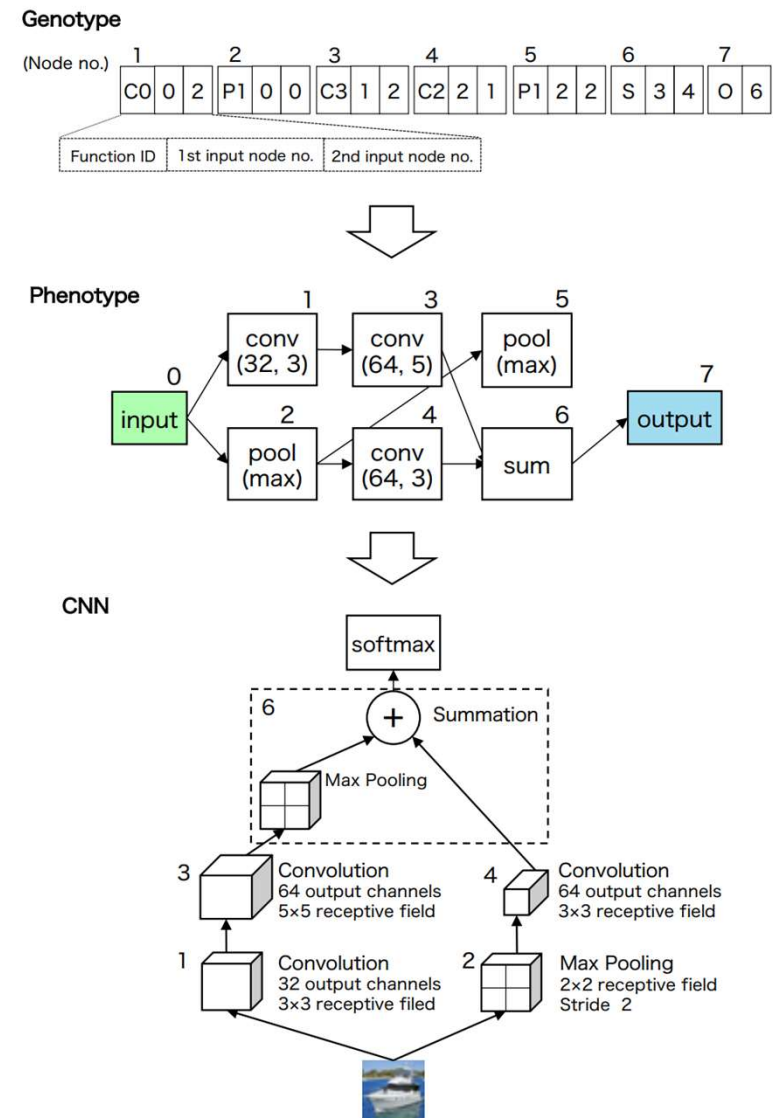 Genotype
(Node no.) 1 2 3 4 5 6 7
C0 0 2 P1 0 0 C3 1 2 C2 2 1 P1 2 2 S 3 4 O 6
Function ID 1st input node no. 2nd input node no.
Phenotype
1 3 5
conv
(32, 3)
conv
(64, 5)
pool
(max)
0
input
2 4 6
pool
(max)
conv
(64, 3)
sum
7
output
CNN
softmax
6
+
Summation
Max Pooling
3
Convolution
64 output channels
5×5 receptive field
4
Convolution
64 output channels
3×3 receptive field
1
Convolution
32 output channels
3×3 receptive filed
2
Max Pooling
2×2 receptive field
Stride 2